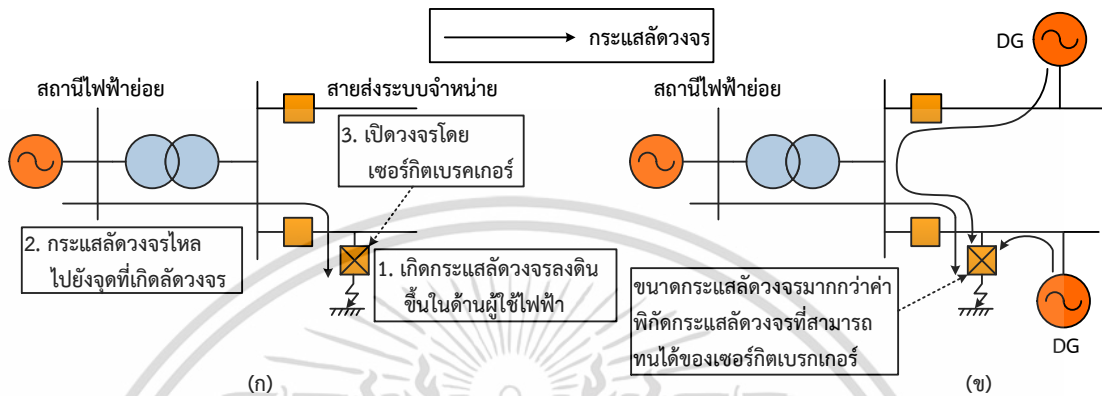 กระแสลัดวงจร
DG
สถานีไฟฟ้าย่อย
สายส่งระบบจำหน่าย
สถานีไฟฟ้าย่อย
3. เปิดวงจรโดย
เซอร์กิตเบรคเกอร์
2. กระแสลัดวงจรไหล
ไปยังจุดที่เกิดลัดวงจร
1. เกิดกระแสลัดวงจรลงดิน
ขึ้นในด้านผู้ใช้ไฟฟ้า
ขนาดกระแสลัดวงจรมากกว่าค่า
พิกัดกระแสลัดวงจรที่สามารถ
ทนได้ของเซอร์กิตเบรกเกอร์
DG
(ก)
(ข)